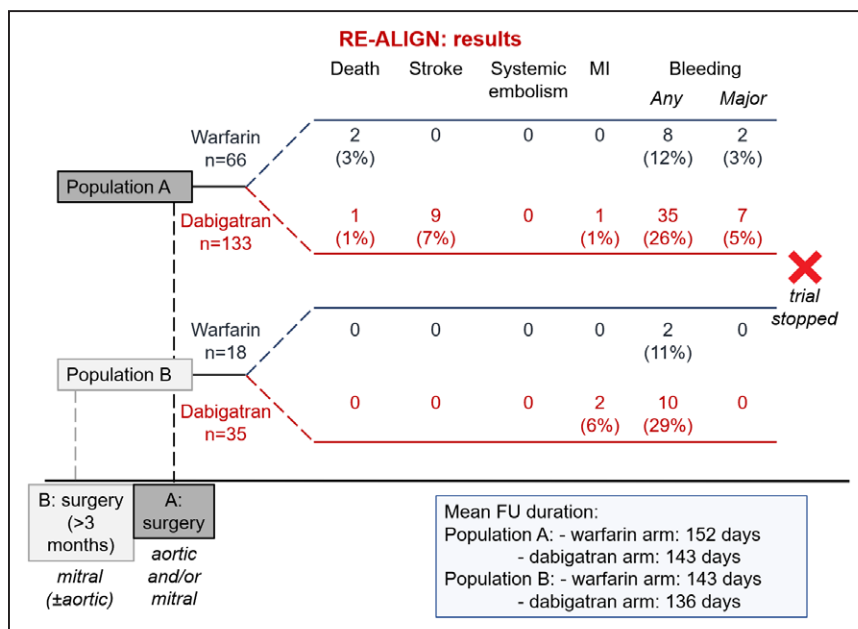 RE-ALIGN: results
Death Stroke Systemic embolism MI Bleeding
Any Major
Warfarin
n=66
2 0 0 0 8 2
(3%) (12%) (3%)
Population A
Dabigatran
n=133
1 9 0 1 35 7
(1%) (7%) (1%) (26%) (5%)
trial
stopped
Warfarin
n=18
0 0 0 0 2 0
(11%)
Population B
Dabigatran
n=35
0 0 0 2 10 0
(6%) (29%)
B: surgery
(>3
months)
mitral
(±aortic)
A:
surgery
aortic
and/or
mitral
Mean FU duration:
Population A: - warfarin arm: 152 days
- dabigatran arm: 143 days
Population B: - warfarin arm: 143 days
- dabigatran arm: 136 days